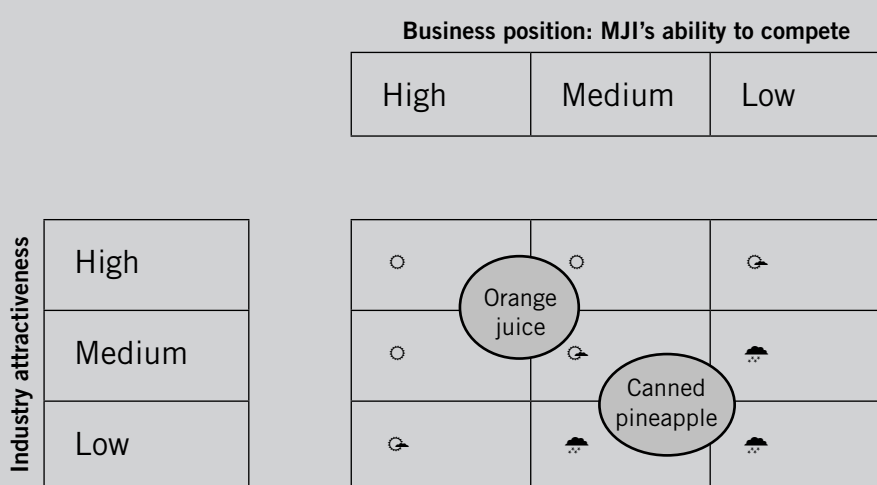 Business position: MJI's ability to compete
High Medium Low
Industry attractiveness
High
Orange
juice
Medium
Canned
pineapple
Low